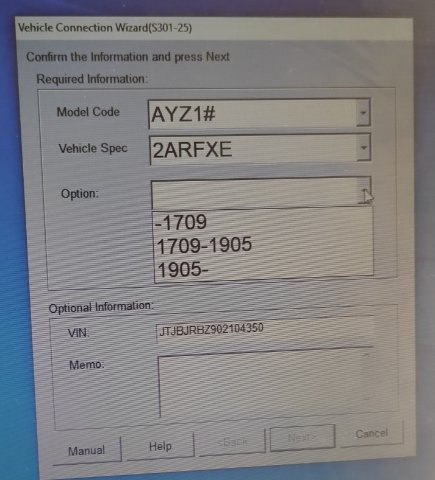 Vehicle Connection Wizard(S301-25)
Confirm the Information and press Next
Required Information:
Model Code AYZ1#
Vehicle Spec 2ARFXE
Option:
-1709
1709-1905
1905-
Optional Information:
VIN: JTJBJRBZ902104350
Memo:
Manual Help <Back Next> Cancel